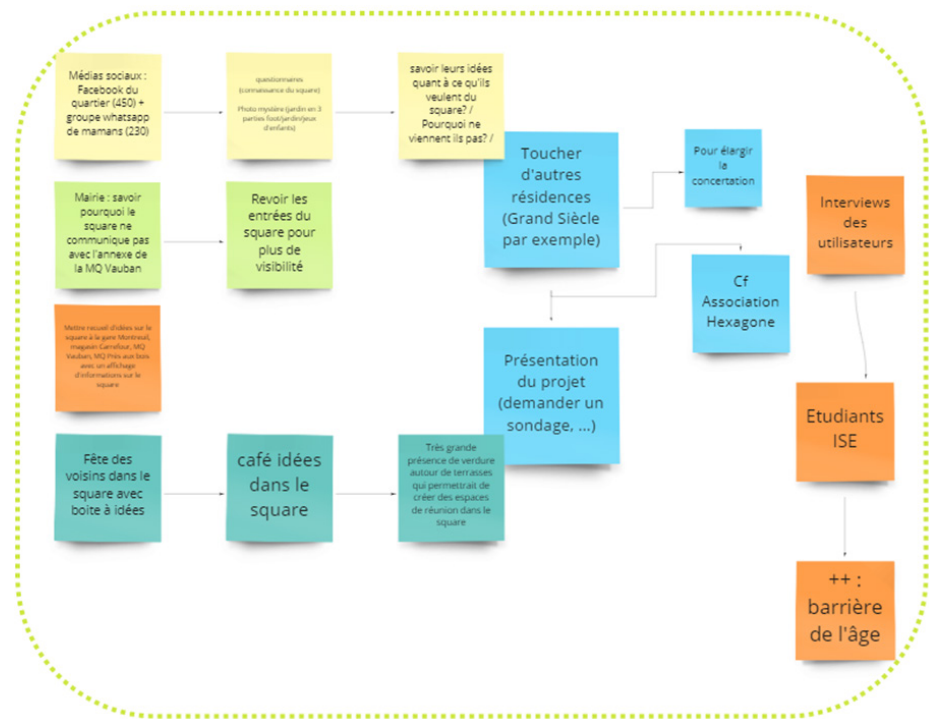 Médias sociaux :
Facebook du
quartier (450) +
groupe whatsapp
de mamans (230)
questionnaires
(connaissance du square)
Photo mystère (jardin en 3
parties foot/jardin/jeux
d'enfants)
savoir leurs idées
quant à ce qu'ils
veulent du
square? /
Pourquoi ne
viennent ils pas? /
Toucher
d'autres
résidences
(Grand Siècle
par exemple)
Pour élargir
la
concertation
Interviews
des
utilisateurs
Mairie : savoir
pourquoi le
square ne
communique pas
avec l'annexe de
la MQ Vauban
Revoir les
entrées du
square pour
plus de
visibilité
Cf
Association
Hexagone
Mettre recueil d'idées sur le
square à la gare Montreuil,
magasin Carrefour, MQ
Vauban, MQ Prés aux bois
avec un affichage
d'informations sur le
square
Présentation
du projet
(demander un
sondage, ...)
Etudiants
ISE
Fête des
voisins dans le
square avec
boite à idées
café idées
dans le
square
Très grande
présence de verdure
autour de terrasses
qui permettrait de
créer des espaces
de réunion dans le
square
++ :
barrière
de l'âge